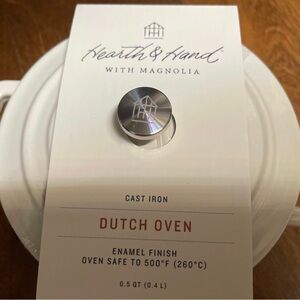 Hearth & Hand
WITH MAGNOLIA
CAST IRON
DUTCH OVEN
ENAMEL FINISH
OVEN SAFE TO 500°F (260°C)
0.5 QT (0.4 L)